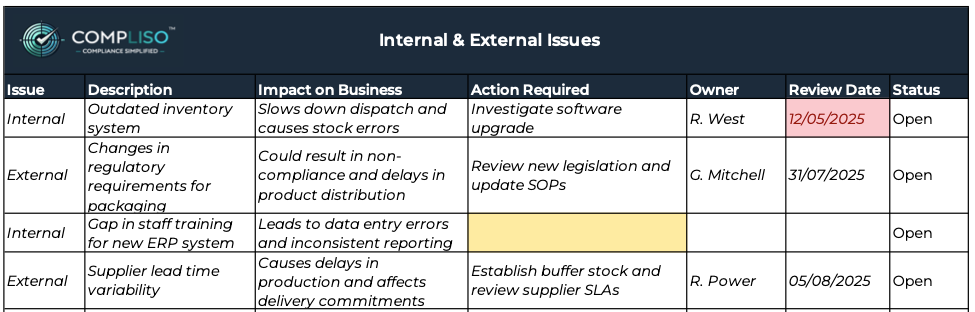 COMPLISO™
— COMPLIANCE SIMPLIFIED —
Internal & External Issues
Issue Description Impact on Business Action Required Owner Review Date Status
Internal
Outdated inventory
system
Slows down dispatch and
causes stock errors
Investigate software
upgrade
R. West
12/05/2025
Open
External
Changes in
regulatory
requirements for
packaging
Could result in non-
compliance and delays in
product distribution
Review new legislation and
update SOPs
G. Mitchell
31/07/2025
Open
Internal
Gap in staff training
for new ERP system
Leads to data entry errors
and inconsistent reporting
Open
External
Supplier lead time
variability
Causes delays in
production and affects
delivery commitments
Establish buffer stock and
review supplier SLAs
R. Power
05/08/2025
Open